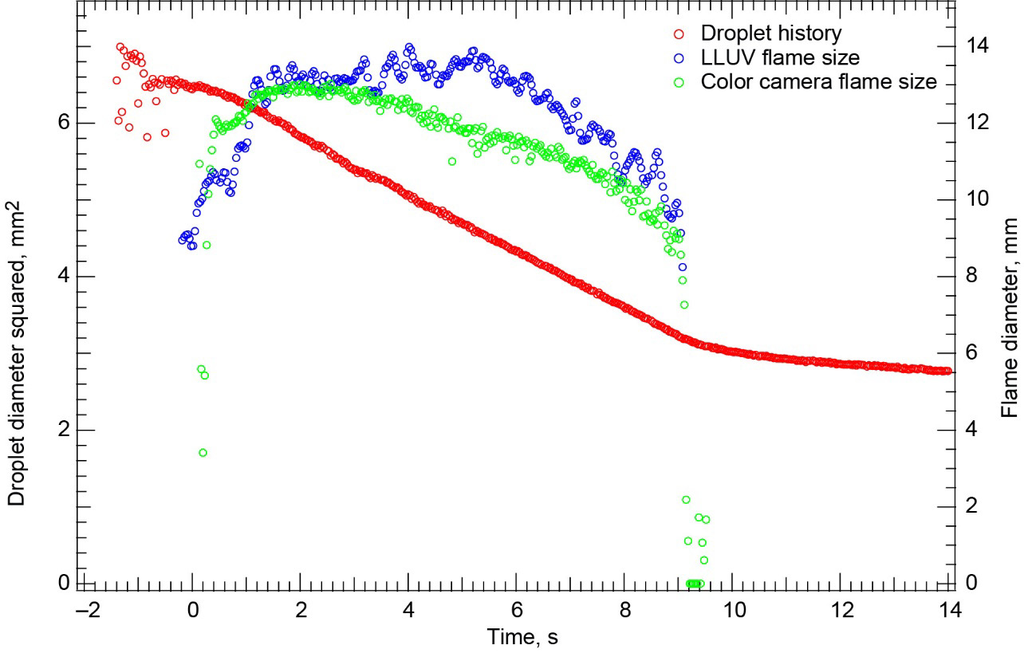 Droplet history
LLUV flame size
Color camera flame size
Droplet diameter squared, mm2
6
4
2
0
Flame diameter, mm
14
12
10
8
6
4
2
0
–2 0 2 4 6 8 10 12 14
Time, s